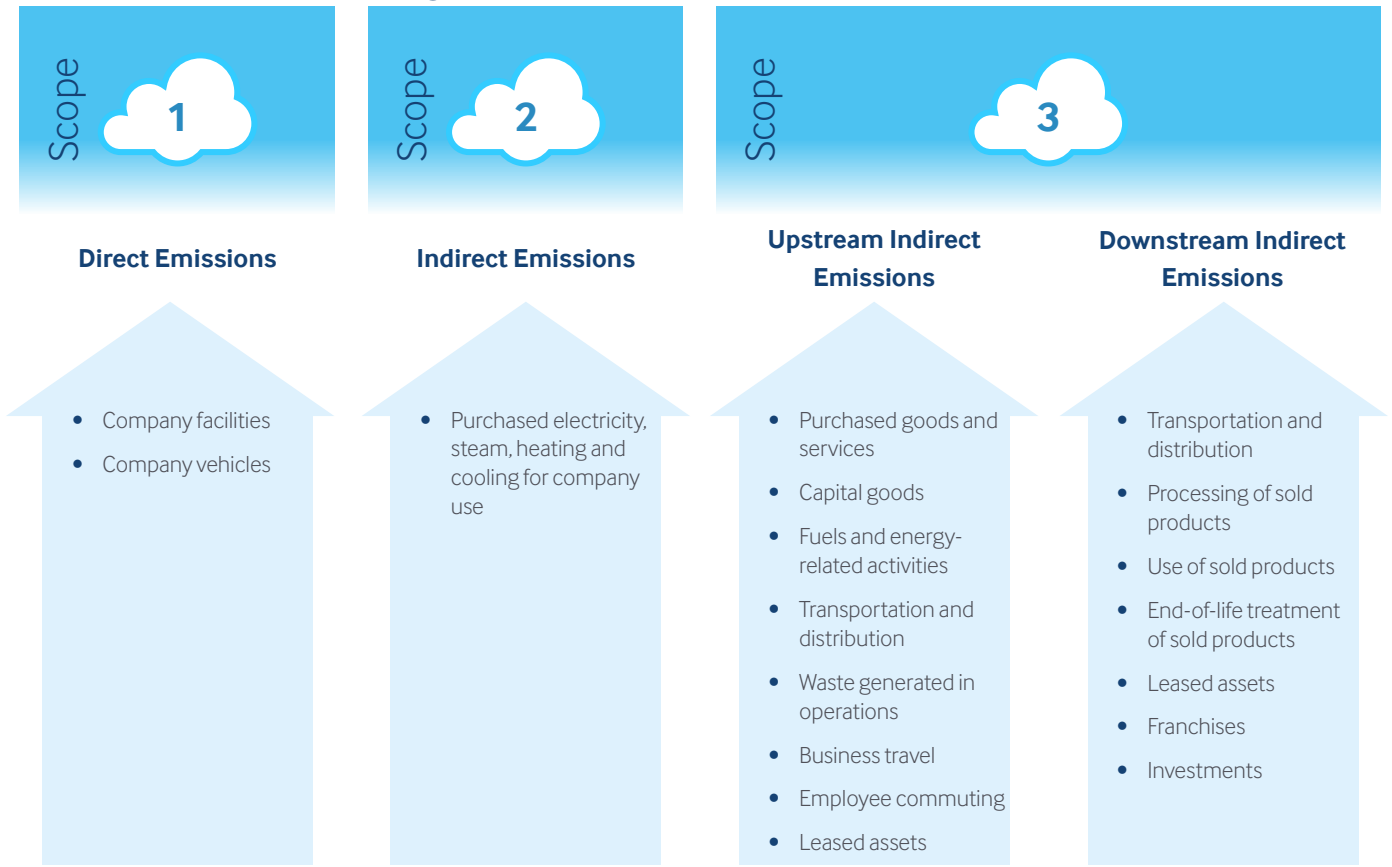 Scope
1
Direct Emissions
• Company facilities
• Company vehicles
Scope
2
Indirect Emissions
• Purchased electricity,
steam, heating and
cooling for company
use
Scope
3
Upstream Indirect
Emissions
• Purchased goods and
services
• Capital goods
• Fuels and energy-
related activities
• Transportation and
distribution
• Waste generated in
operations
• Business travel
• Employee commuting
• Leased assets
Downstream Indirect
Emissions
• Transportation and
distribution
• Processing of sold
products
• Use of sold products
• End-of-life treatment
of sold products
• Leased assets
• Franchises
• Investments